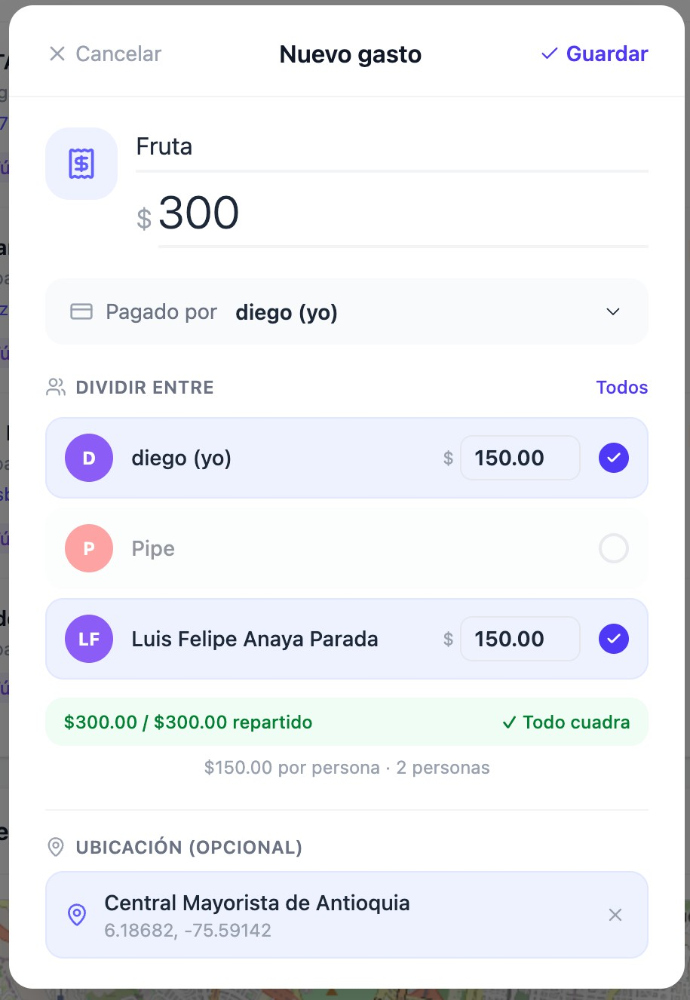 Cancelar
Nuevo gasto
Guardar
Fruta
$ 300
Pagado por diego (yo)
DIVIDIR ENTRE
Todos
D diego (yo) $ 150.00
P Pipe
LF Luis Felipe Anaya Parada $ 150.00
$300.00 / $300.00 repartido
✓ Todo cuadra
$150.00 por persona · 2 personas
UBICACIÓN (OPCIONAL)
Central Mayorista de Antioquia
6.18682, -75.59142